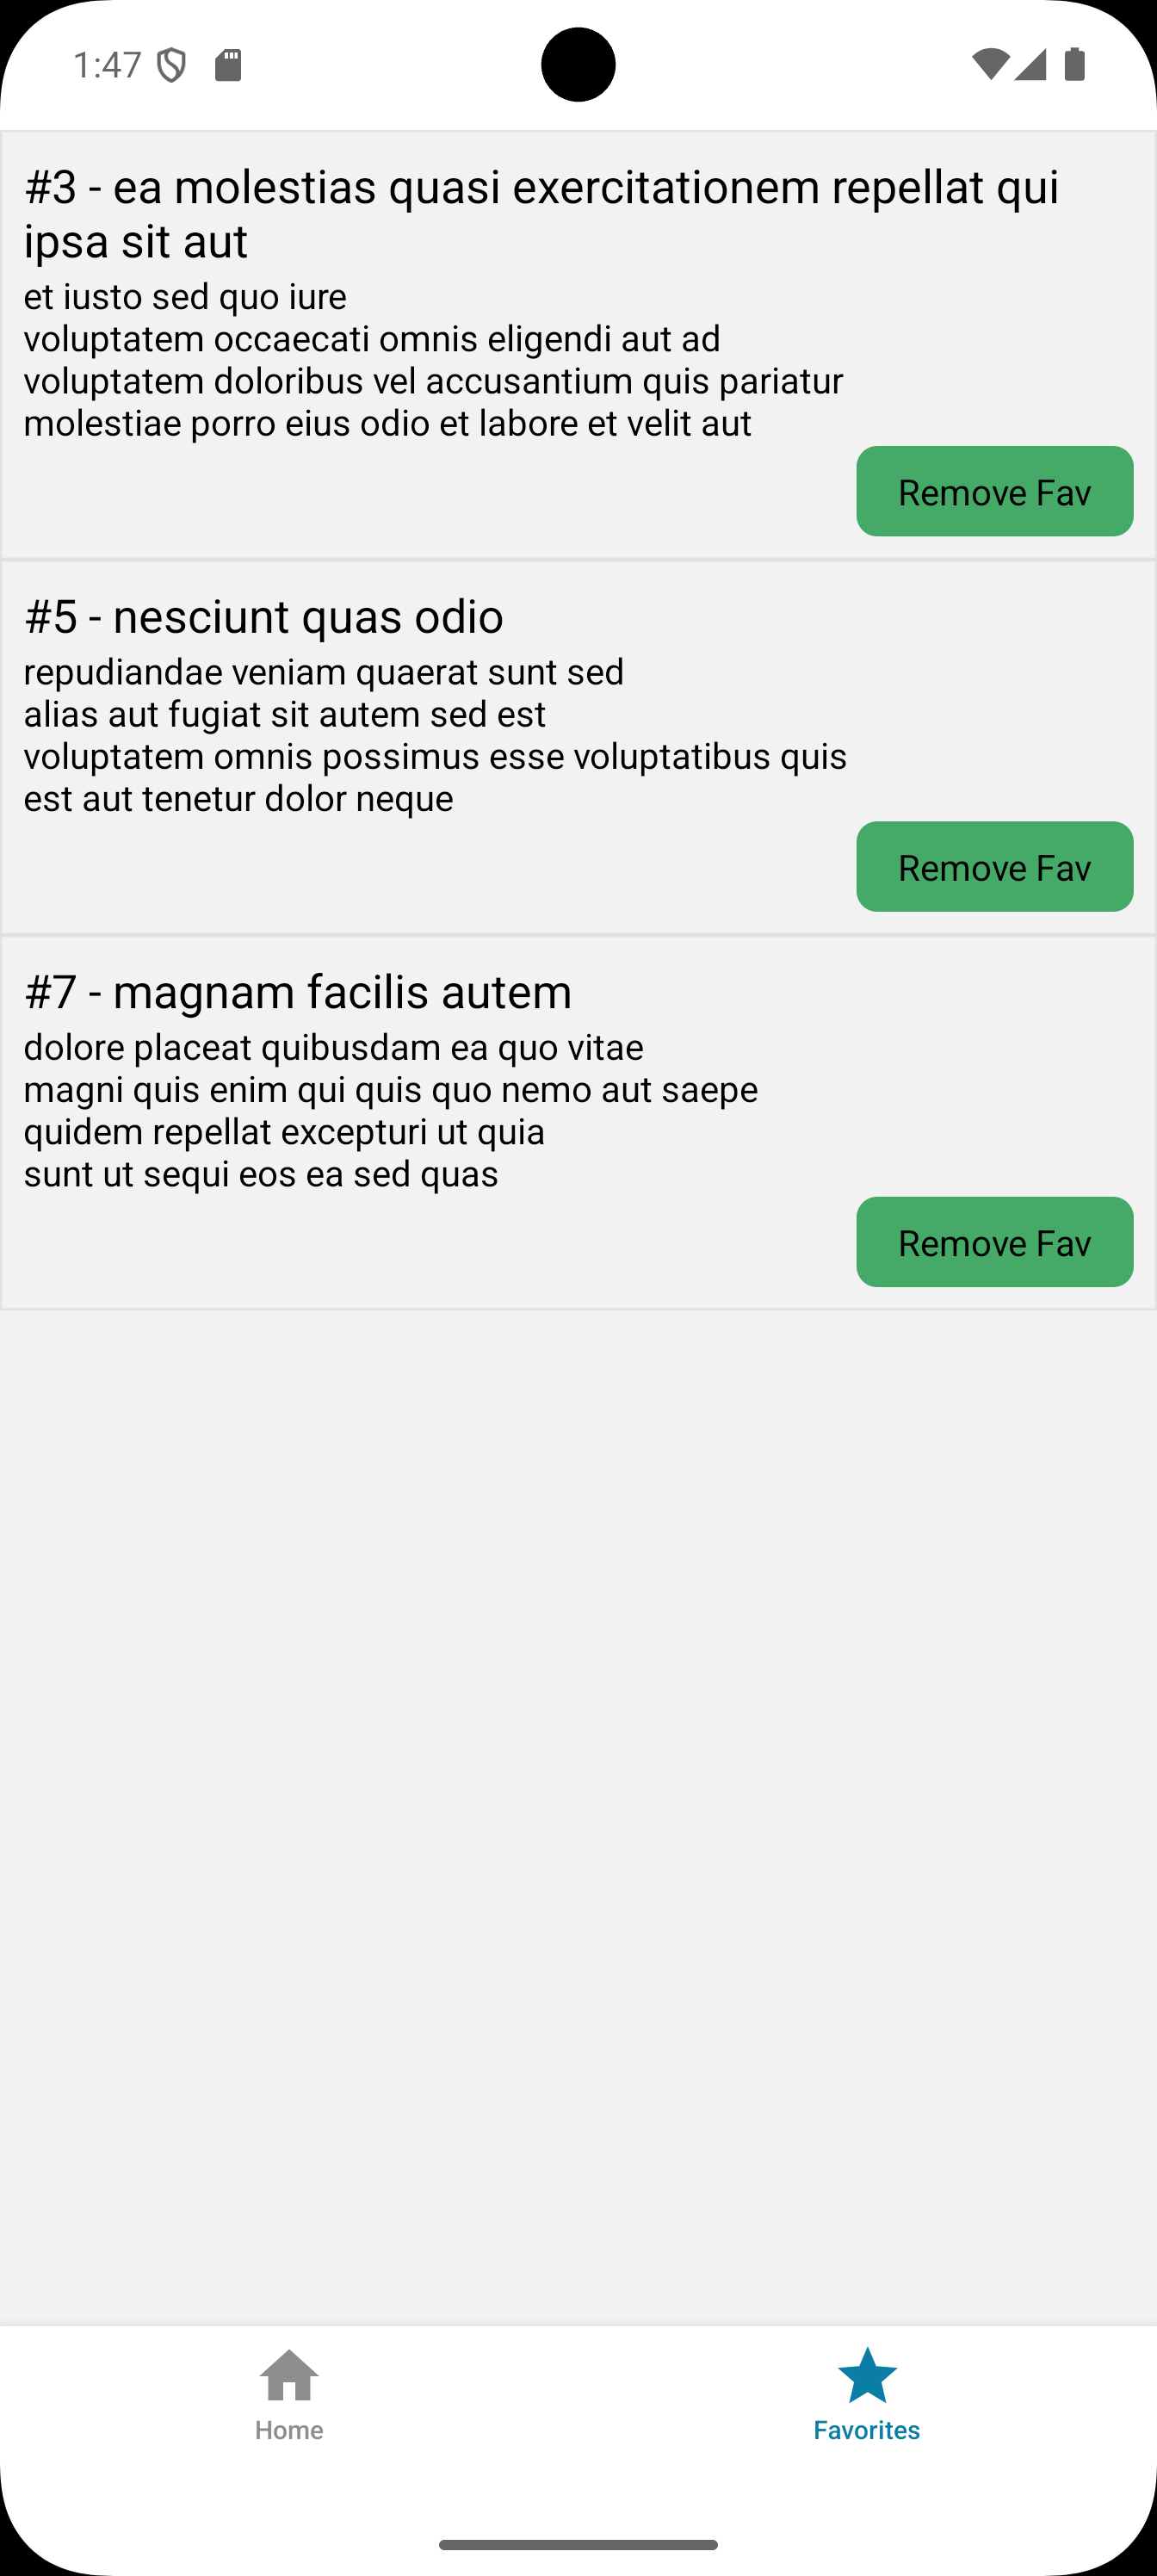 1:47
#3 - ea molestias quasi exercitationem repellat qui
ipsa sit aut
et iusto sed quo iure
voluptatem occaecati omnis eligendi aut ad
voluptatem doloribus vel accusantium quis pariatur
molestiae porro eius odio et labore et velit aut
Remove Fav
#5 - nesciunt quas odio
repudiandae veniam quaerat sunt sed
alias aut fugiat sit autem sed est
voluptatem omnis possimus esse voluptatibus quis
est aut tenetur dolor neque
Remove Fav
#7 - magnam facilis autem
dolore placeat quibusdam ea quo vitae
magni quis enim qui quis quo nemo aut saepe
quidem repellat excepturi ut quia
sunt ut sequi eos ea sed quas
Remove Fav
Home
Favorites